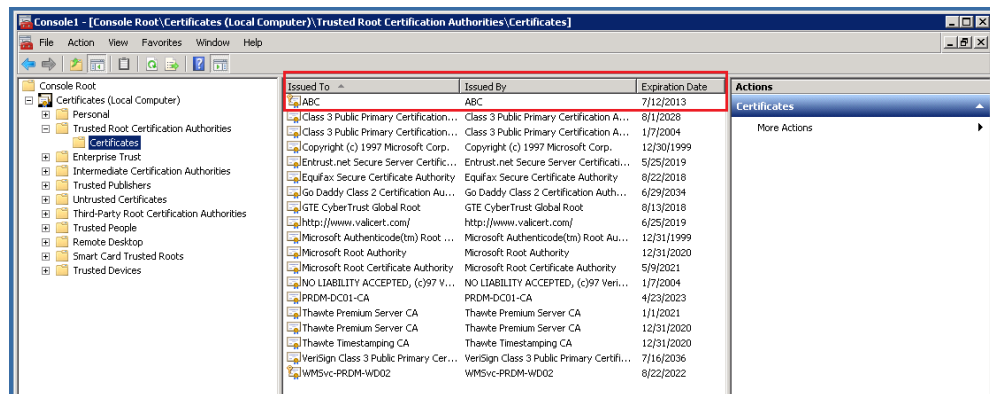 Console1 - [Console Root\Certificates (Local Computer)\Trusted Root Certification Authorities\Certificates]
File Action View Favorites Window Help
Console Root
Certificates (Local Computer)
Personal
Trusted Root Certification Authorities
Certificates
Enterprise Trust
Intermediate Certification Authorities
Trusted Publishers
Untrusted Certificates
Third-Party Root Certification Authorities
Trusted People
Remote Desktop
Smart Card Trusted Roots
Trusted Devices
Issued To Issued By Expiration Date
ABC ABC 7/12/2013
Class 3 Public Primary Certification... Class 3 Public Primary Certification A... 8/1/2028
Class 3 Public Primary Certification... Class 3 Public Primary Certification A... 1/7/2004
Copyright (c) 1997 Microsoft Corp. Copyright (c) 1997 Microsoft Corp. 12/30/1999
Entrust.net Secure Server Certific... Entrust.net Secure Server Certificati... 5/25/2019
Equifax Secure Certificate Authority Equifax Secure Certificate Authority 8/22/2018
Go Daddy Class 2 Certification Au... Go Daddy Class 2 Certification Auth... 6/29/2034
GTE CyberTrust Global Root GTE CyberTrust Global Root 8/13/2018
http://www.valicert.com/ http://www.valicert.com/ 6/25/2019
Microsoft Authenticode(tm) Root ... Microsoft Authenticode(tm) Root Au... 12/31/1999
Microsoft Root Authority Microsoft Root Authority 12/31/2020
Microsoft Root Certificate Authority Microsoft Root Certificate Authority 5/9/2021
NO LIABILITY ACCEPTED, (c)97 V... NO LIABILITY ACCEPTED, (c)97 Veri... 1/7/2004
PRDM-DC01-CA PRDM-DC01-CA 4/23/2023
Thawte Premium Server CA Thawte Premium Server CA 1/1/2021
Thawte Premium Server CA Thawte Premium Server CA 12/31/2020
Thawte Timestamping CA Thawte Timestamping CA 12/31/2020
VeriSign Class 3 Public Primary Cer... VeriSign Class 3 Public Primary Certifi... 7/16/2036
WMSvc-PRDM-WD02 WMSvc-PRDM-WD02 8/22/2022
Actions
Certificates
More Actions